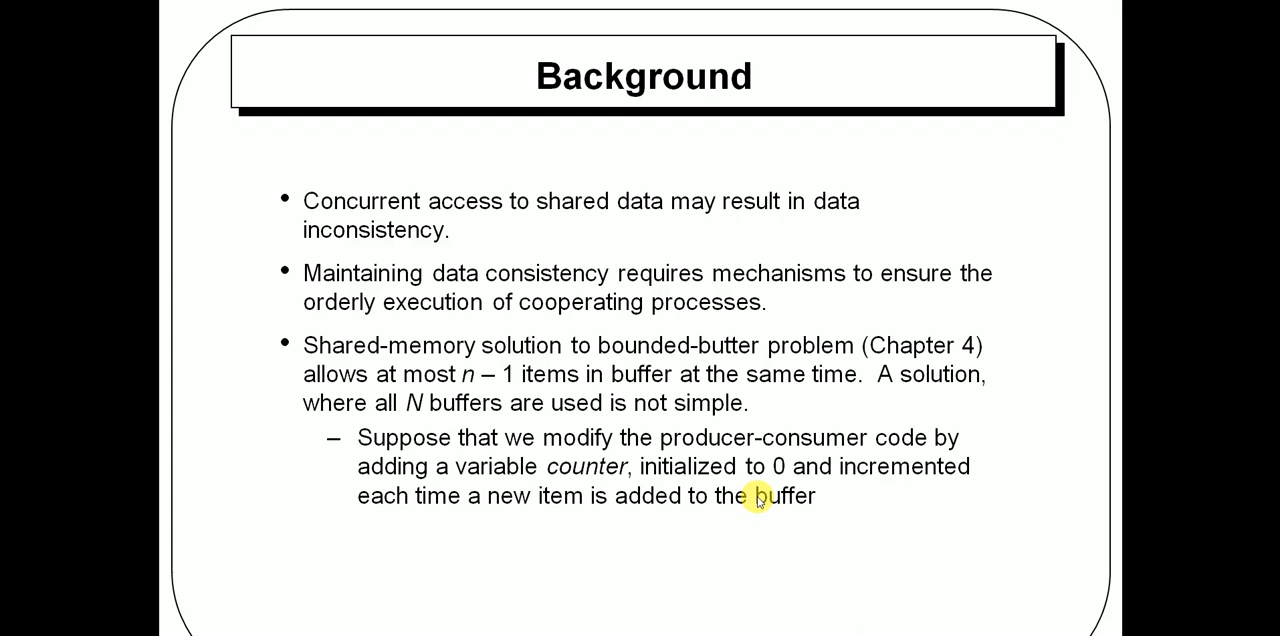 Background
• Concurrent access to shared data may result in data
inconsistency.
• Maintaining data consistency requires mechanisms to ensure the
orderly execution of cooperating processes.
• Shared-memory solution to bounded-butter problem (Chapter 4)
allows at most n – 1 items in buffer at the same time.  A solution,
where all N buffers are used is not simple.
– Suppose that we modify the producer-consumer code by
adding a variable counter, initialized to 0 and incremented
each time a new item is added to the buffer